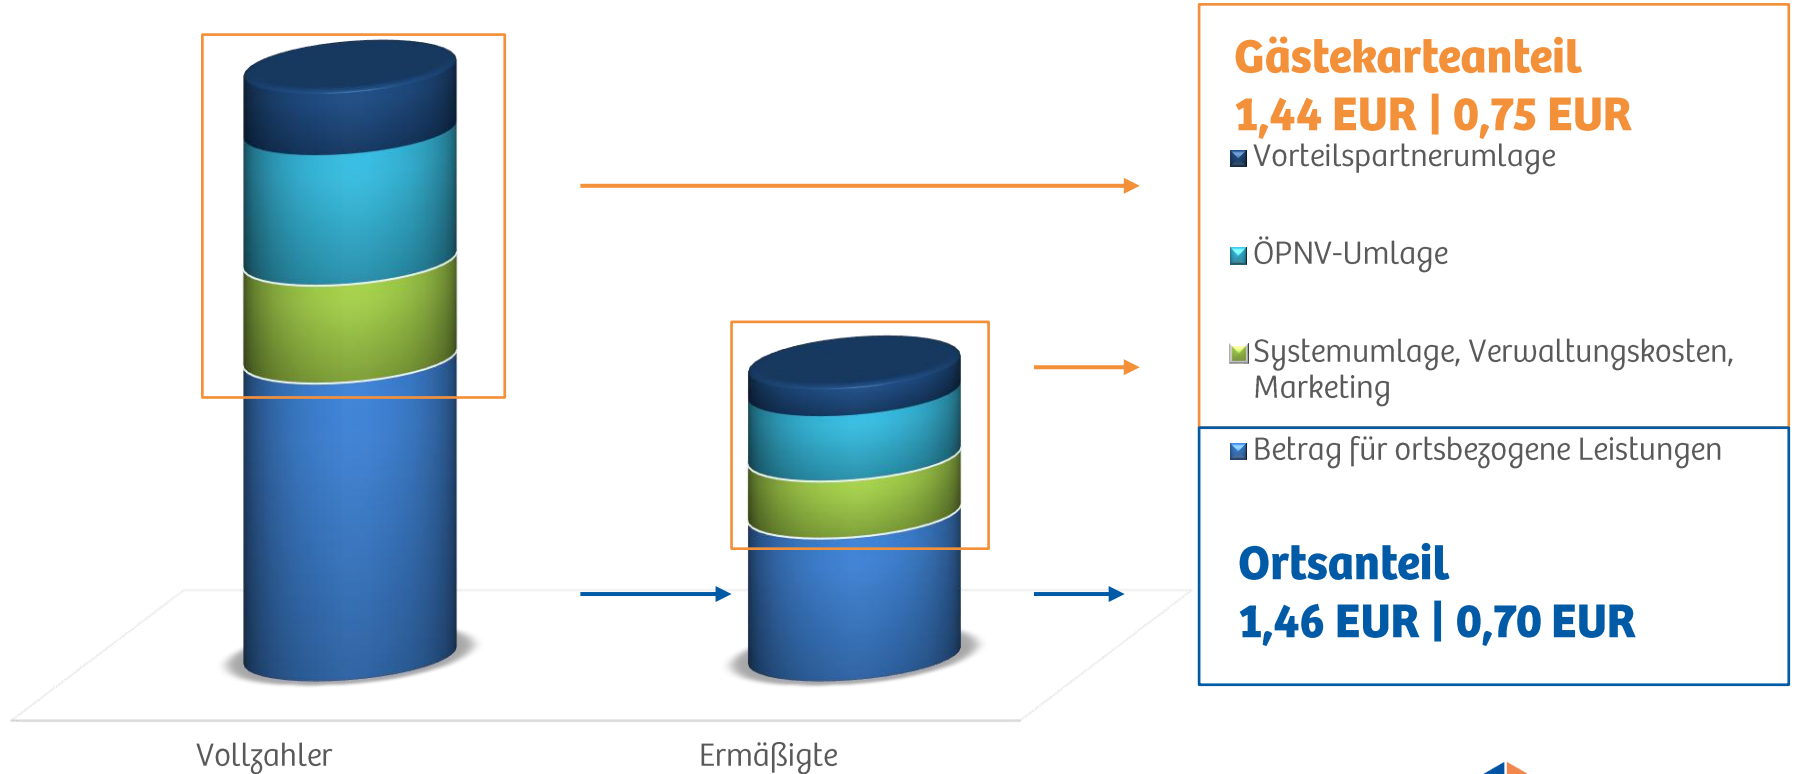 Gästekarteanteil
1,44 EUR | 0,75 EUR
Vorteilspartnerumlage
ÖPNV-Umlage
Systemumlage, Verwaltungskosten,
Marketing
Betrag für ortsbezogene Leistungen
Ortsanteil
1,46 EUR | 0,70 EUR
Vollzahler
Ermäßigte